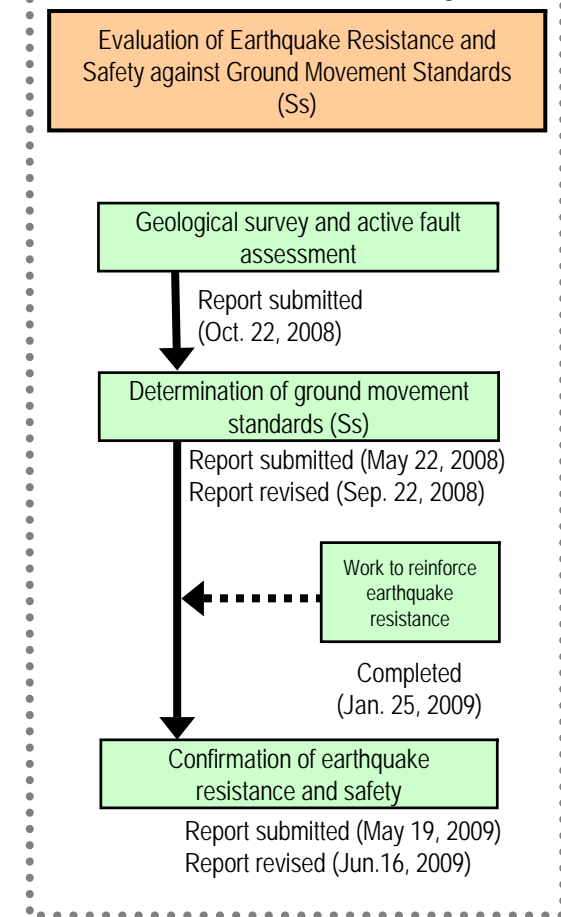 Evaluation of Earthquake Resistance and
Safety against Ground Movement Standards
(Ss)
Geological survey and active fault
assessment
Report submitted
(Oct. 22, 2008)
Determination of ground movement
standards (Ss)
Report submitted (May 22, 2008)
Report revised (Sep. 22, 2008)
Work to reinforce
earthquake
resistance
Completed
(Jan. 25, 2009)
Confirmation of earthquake
resistance and safety
Report submitted (May 19, 2009)
Report revised (Jun.16, 2009)